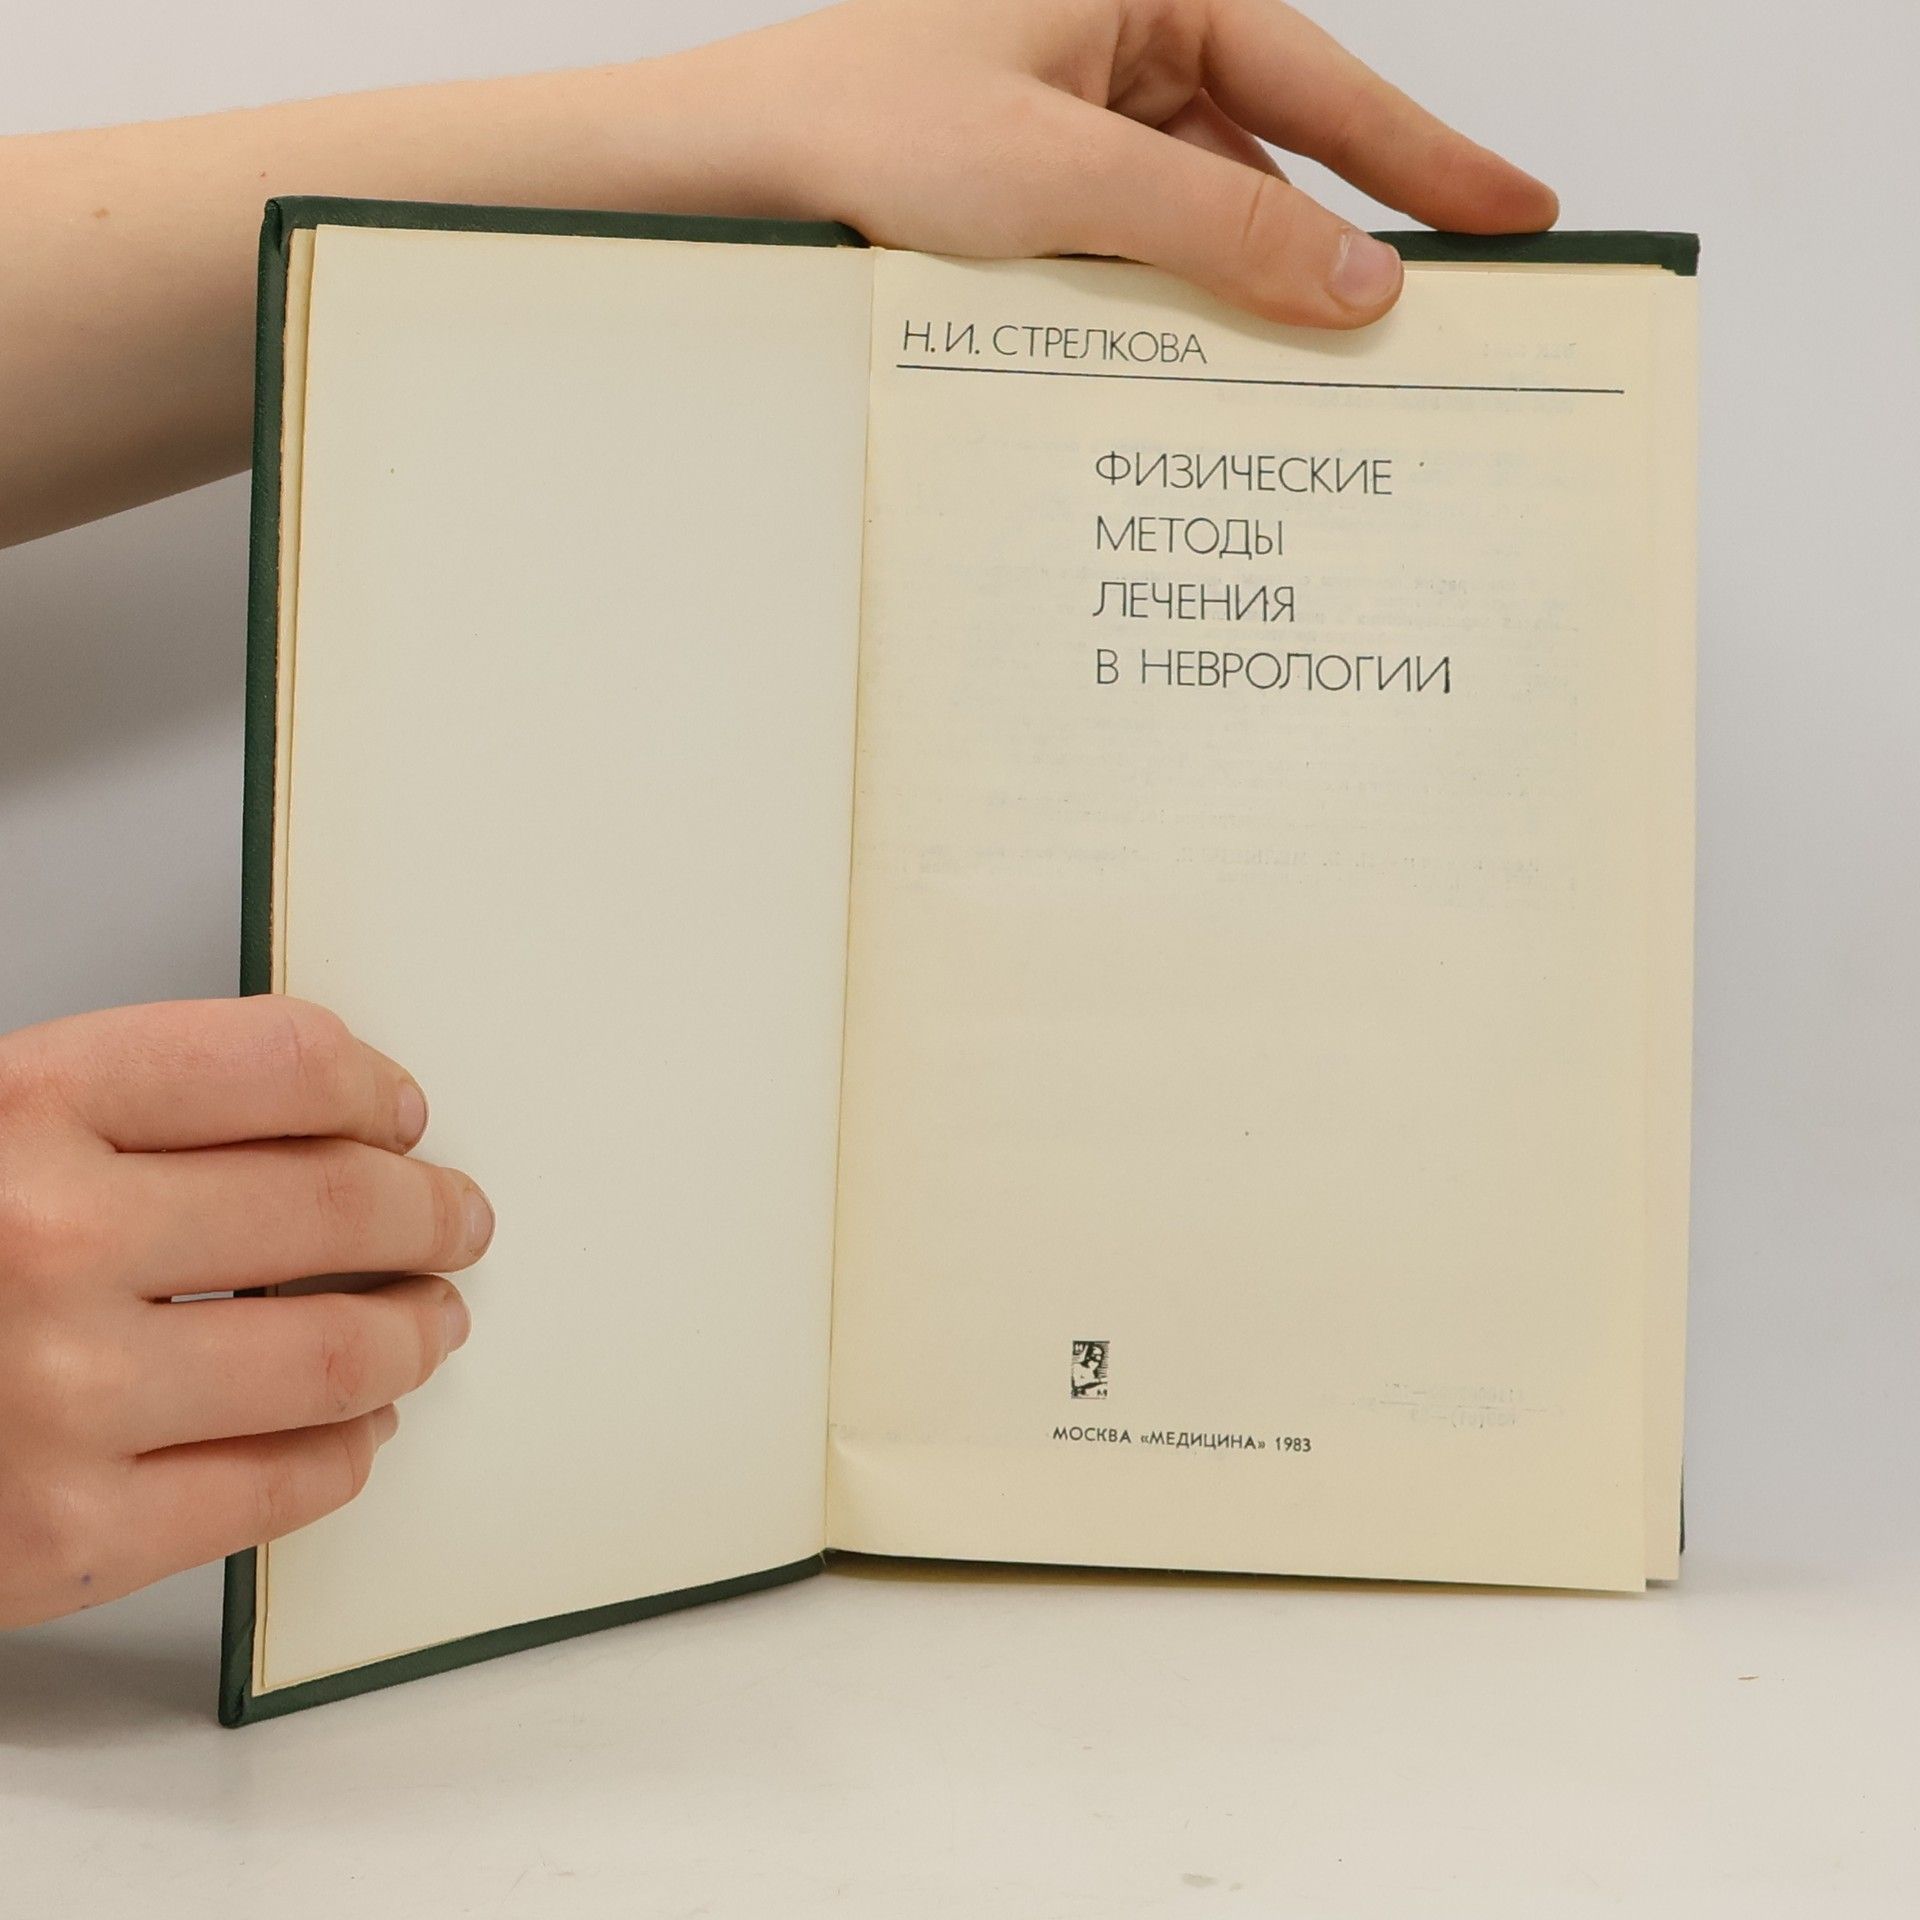 Н. И. СТРЕЛКОВА
ФИЗИЧЕСКИЕ
МЕТОДЫ
ЛЕЧЕНИЯ
В НЕВРОЛОГИИ
МОСКВА «МЕДИЦИНА» 1983